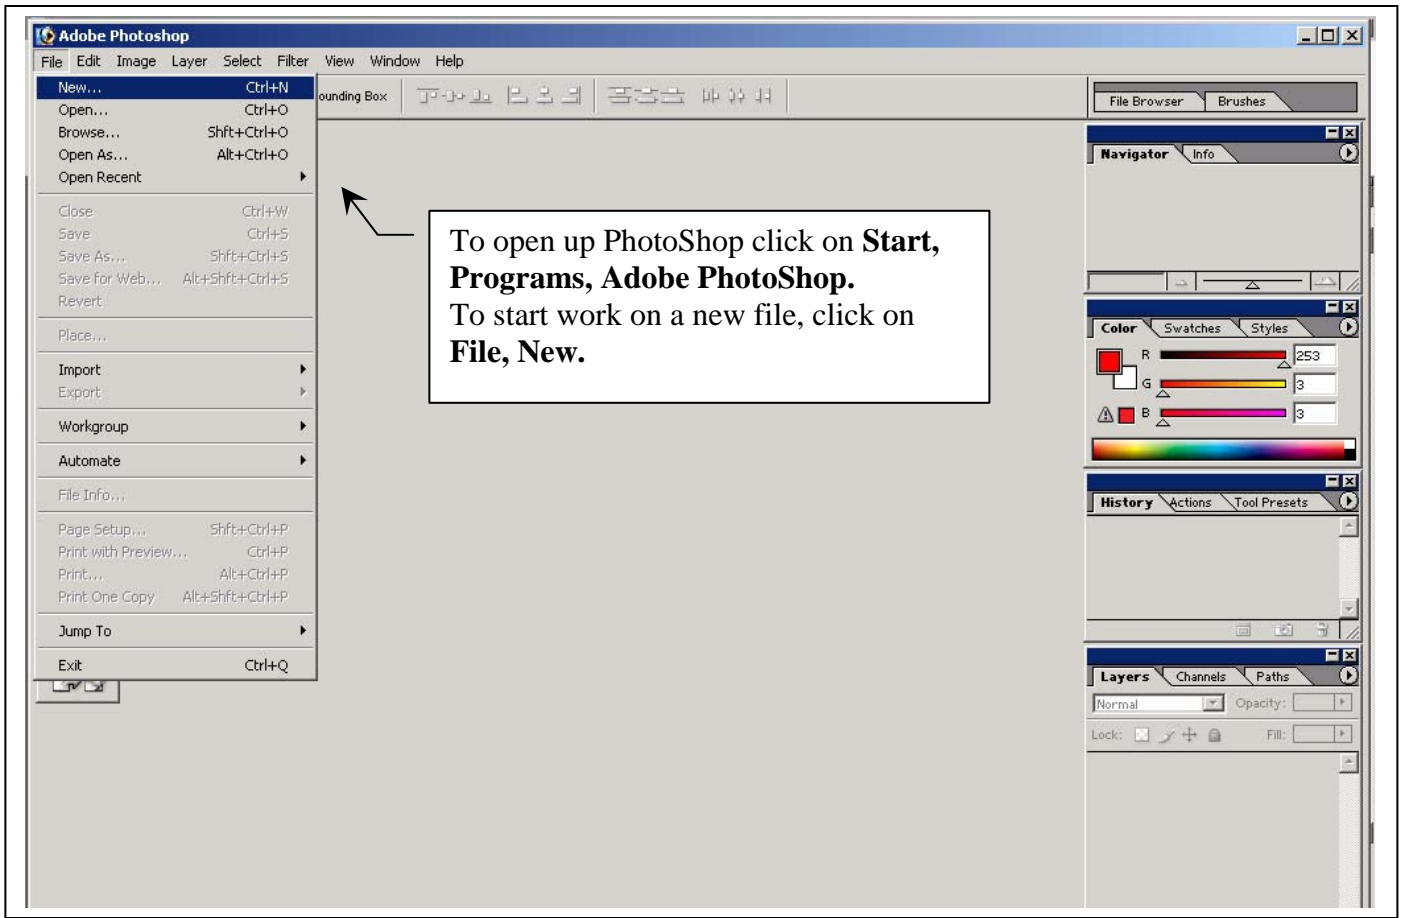 Adobe Photoshop
File Edit Image Layer Select Filter View Window Help
New... Ctrl+N
Open... Ctrl+O
Browse... Shft+Ctrl+O
Open As... Alt+Ctrl+O
Open Recent
Close Ctrl+W
Save Ctrl+S
Save As... Shft+Ctrl+S
Save for Web... Alt+Shft+Ctrl+S
Revert
Place...
Import
Export
Workgroup
Automate
File Info...
Page Setup... Shft+Ctrl+P
Print with Preview... Ctrl+P
Print... Alt+Ctrl+P
Print One Copy Alt+Shft+Ctrl+P
Jump To
Exit Ctrl+Q
ounding Box
To open up PhotoShop click on Start,
Programs, Adobe PhotoShop.
To start work on a new file, click on
File, New.
File Browser Brushes
Navigator Info
Color Swatches Styles
R 253
G 3
B 3
History Actions Tool Presets
Layers Channels Paths
Normal Opacity:
Lock: Fill: